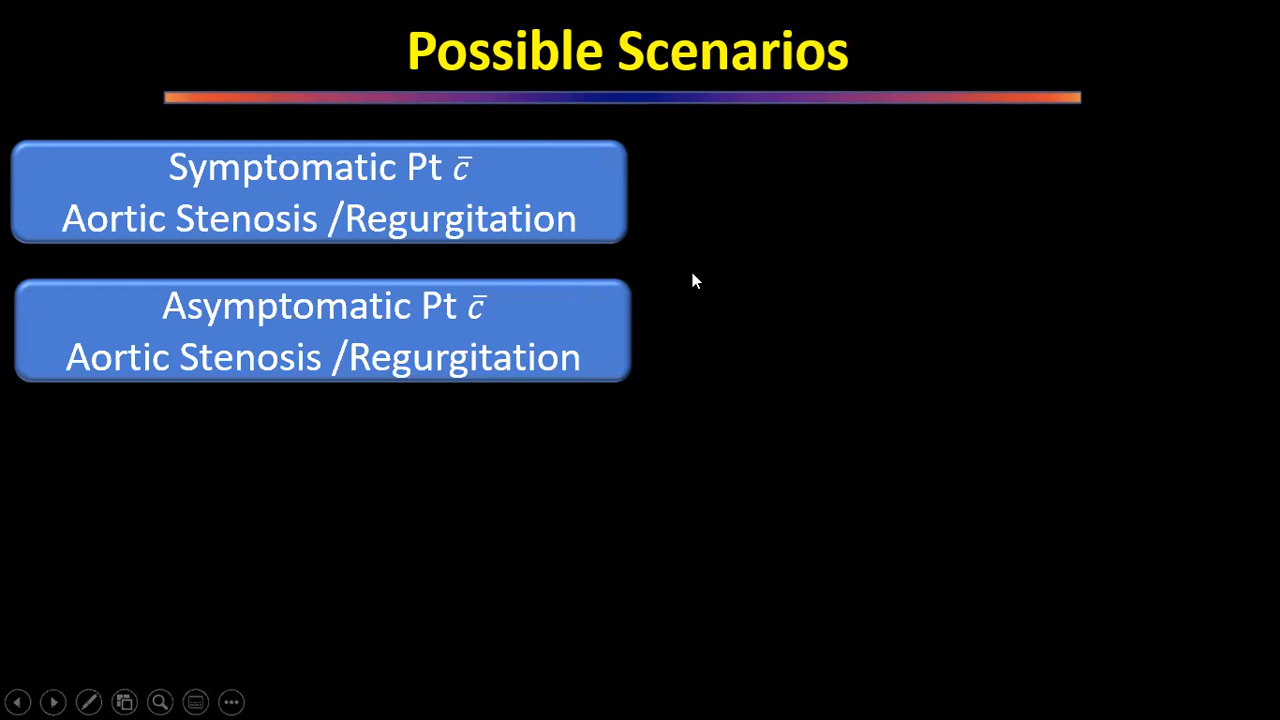 Possible Scenarios
Symptomatic Pt c̄
Aortic Stenosis /Regurgitation
Asymptomatic Pt c̄
Aortic Stenosis /Regurgitation